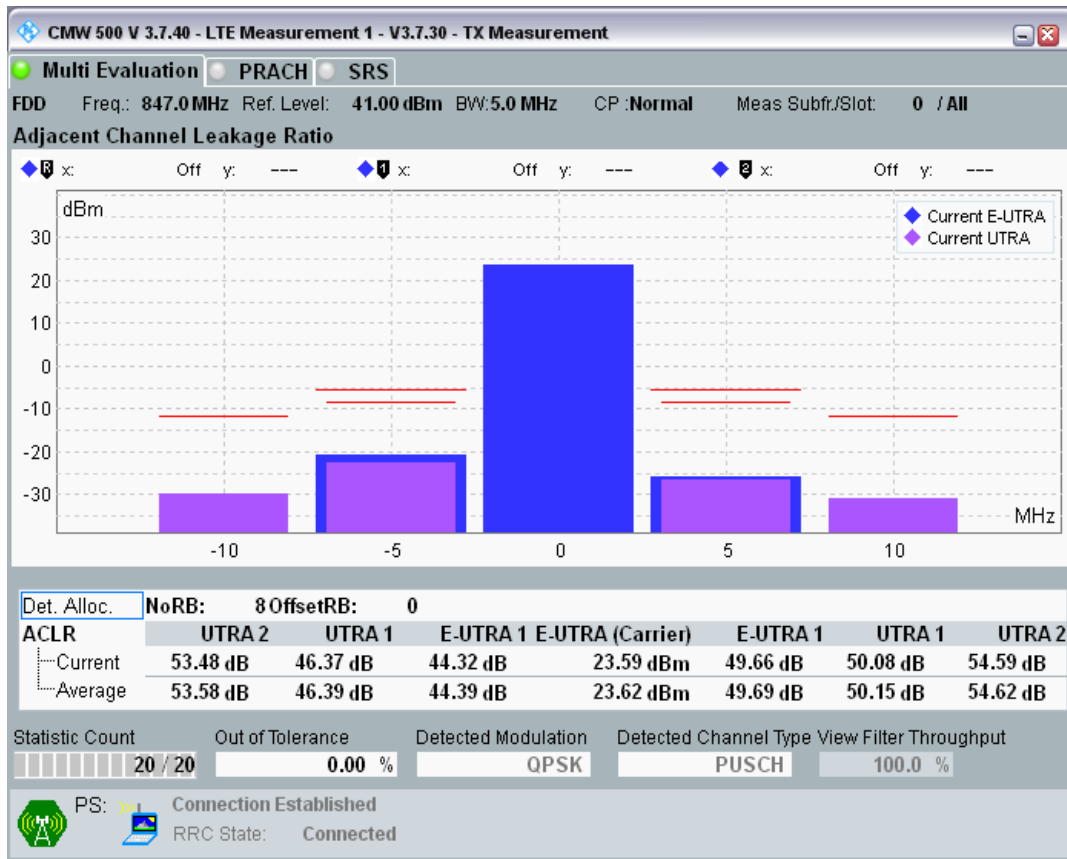 CMW 500 V 3.7.40 - LTE Measurement 1 - V3.7.30 - TX Measurement
Multi Evaluation PRACH SRS
FDD Freq.: 847.0 MHz Ref. Level: 41.00 dBm BW:5.0 MHz CP :Normal Meas Subfr./Slot: 0 / All
Adjacent Channel Leakage Ratio
R x: Off y: --- 1 x: Off y: --- 2 x: Off y: ---
dBm
Current E-UTRA
Current UTRA
30
20
10
0
-10
-20
-30
MHz
-10 -5 0 5 10
Det. Alloc. NoRB: 8 OffsetRB: 0
ACLR UTRA 2 UTRA 1 E-UTRA 1 E-UTRA (Carrier) E-UTRA 1 UTRA 1 UTRA 2
Current 53.48 dB 46.37 dB 44.32 dB 23.59 dBm 49.66 dB 50.08 dB 54.59 dB
Average 53.58 dB 46.39 dB 44.39 dB 23.62 dBm 49.69 dB 50.15 dB 54.62 dB
Statistic Count Out of Tolerance Detected Modulation Detected Channel Type View Filter Throughput
20 / 20 0.00 % QPSK PUSCH 100.0 %
PS: Connection Established
RRC State: Connected